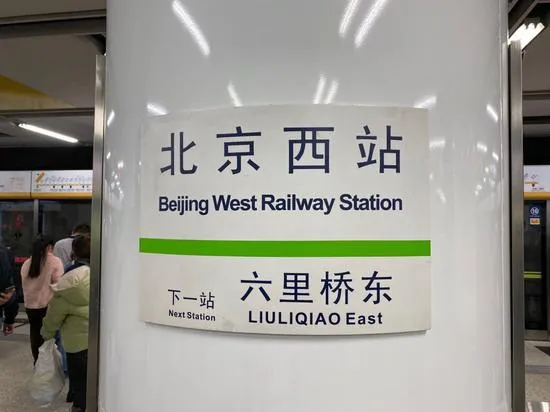 北京西站
Beijing West Railway Station
下一站
Next Station
六里桥东
LIULIQIAO East